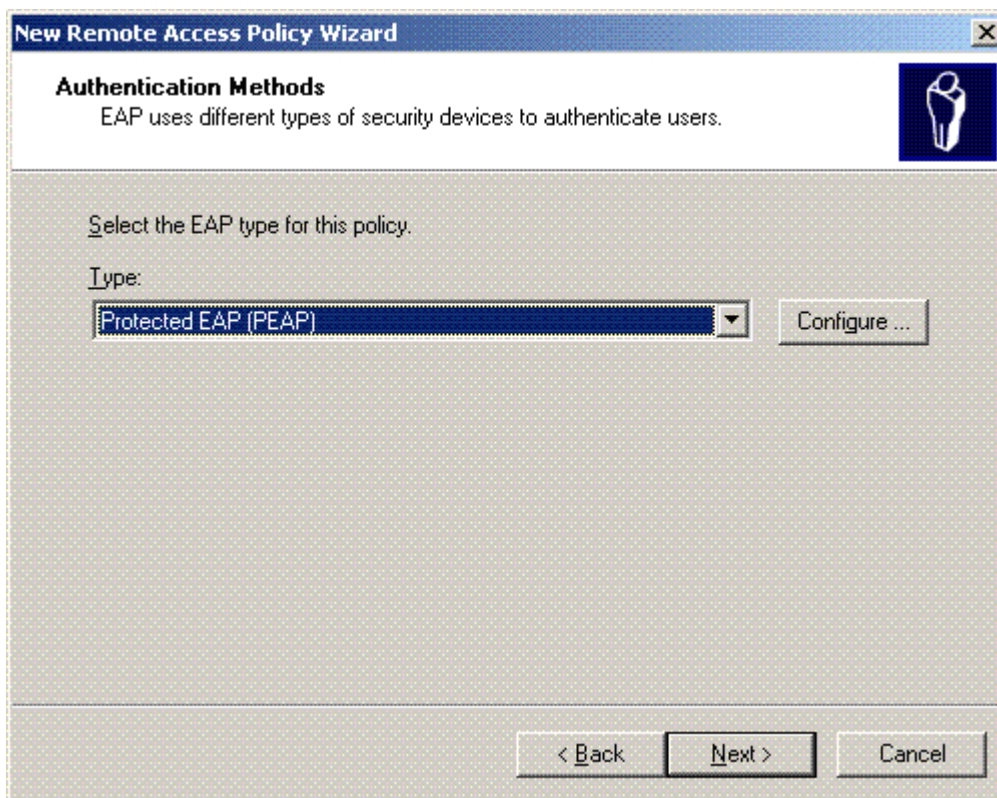 New Remote Access Policy Wizard
Authentication Methods
EAP uses different types of security devices to authenticate users.
Select the EAP type for this policy.
Type:
Protected EAP (PEAP)
Configure ...
< Back
Next >
Cancel